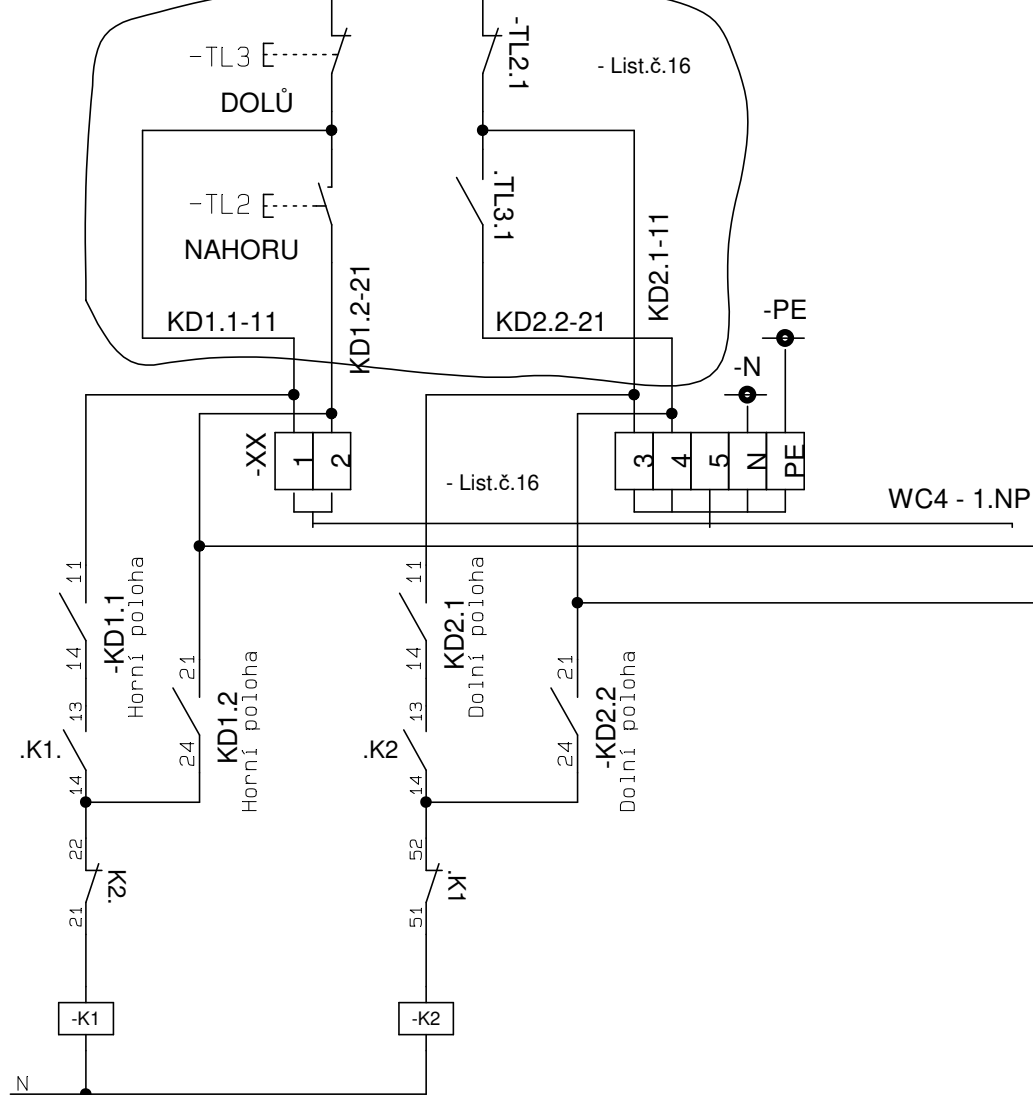 -TL3
DOLŮ
-TL2
NAHORU
-TL2.1
.TL3.1
- List.č.16
KD1.1-11
KD1.2-21
KD2.2-21
KD2.1-11
-PE
-N
-XX-
1
2
3
4
5
N
PE
- List.č.16
WC4 - 1.NP
11
14
-KD1.1
Horní poloha
13
14
.K1.
21
24
KD1.2
Horní poloha
11
14
KD2.1
Dolní poloha
13
14
.K2
21
24
-KD2.2
Dolní poloha
22
21
K2.
52
51
.K1
-K1
-K2
N